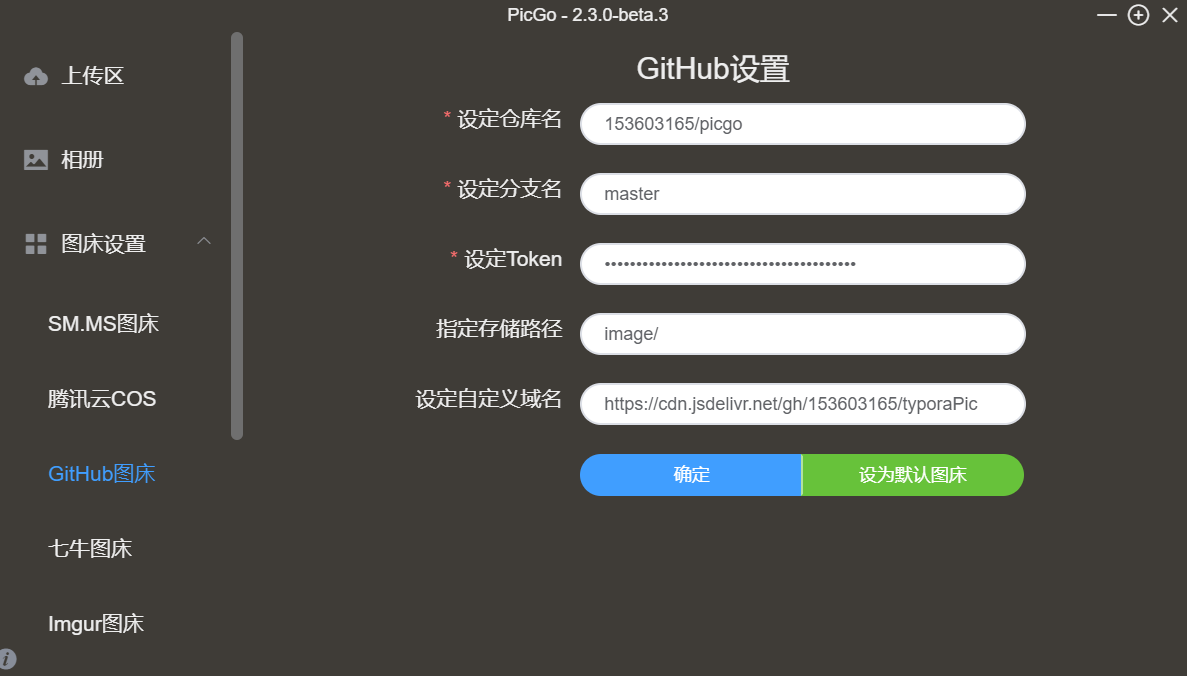 PicGo - 2.3.0-beta.3
上传区
相册
图床设置
SM.MS图床
腾讯云COS
GitHub图床
七牛图床
Imgur图床
GitHub设置
* 设定仓库名
153603165/picgo
* 设定分支名
master
* 设定Token
指定存储路径
image/
设定自定义域名
https://cdn.jsdelivr.net/gh/153603165/typoraPic
确定
设为默认图床